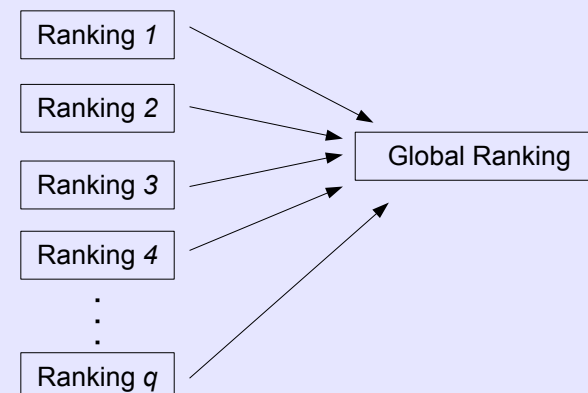 Ranking 1
Ranking 2
Ranking 3
Ranking 4
.
.
.
Ranking q
Global Ranking